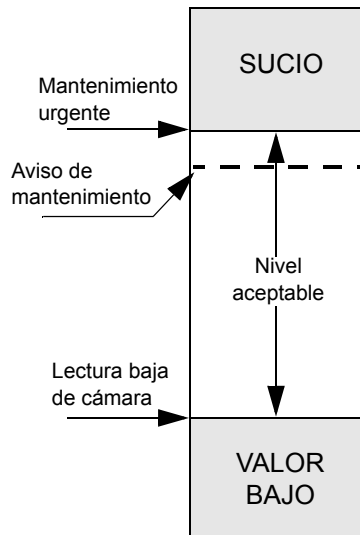 SUCIO
Mantenimiento
urgente
Aviso de
mantenimiento
Nivel
aceptable
Lectura baja
de cámara
VALOR
BAJO